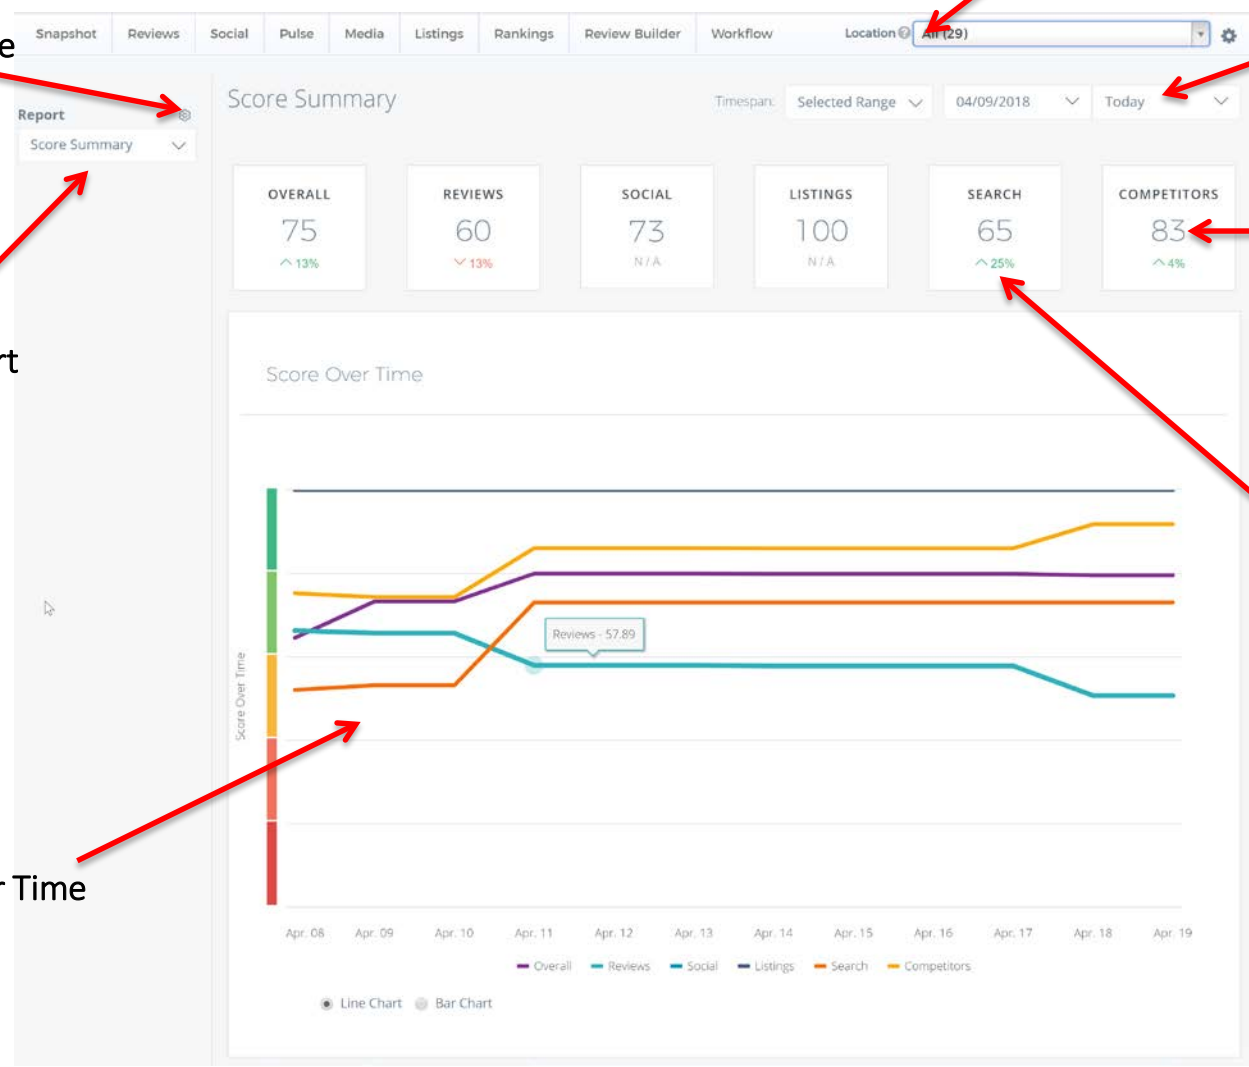 Snapshot Reviews Social Pulse Media Listings Rankings Review Builder Workflow Location All (29)
e
Score Summary Timespan: Selected Range 04/09/2018 Today
Report
Score Summary
OVERALL REVIEWS SOCIAL LISTINGS SEARCH COMPETITORS
75 60 73 100 65 83
13% 13% N/A N/A 25% 4%
rt
Score Over Time
Reviews - 57.89
Score Over Time
r Time
Apr. 08 Apr. 09 Apr. 10 Apr. 11 Apr. 12 Apr. 13 Apr. 14 Apr. 15 Apr. 16 Apr. 17 Apr. 18 Apr. 19
Overall Reviews Social Listings Search Competitors
Line Chart Bar Chart